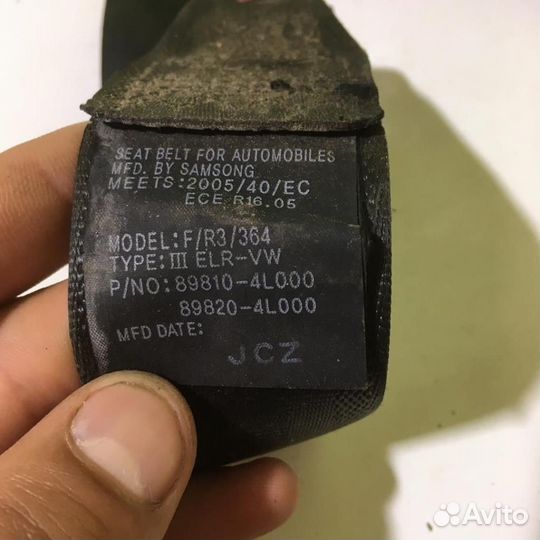 SEAT BELT FOR AUTOMOBILES
MFD. BY SAMSONG
MEETS:2005/40/EC
ECE R16.05
MODEL:F/R3/364
TYPE:III ELR-VW
P/NO:89810-4L000
89820-4L000
MFD DATE:
JCZ
Avito